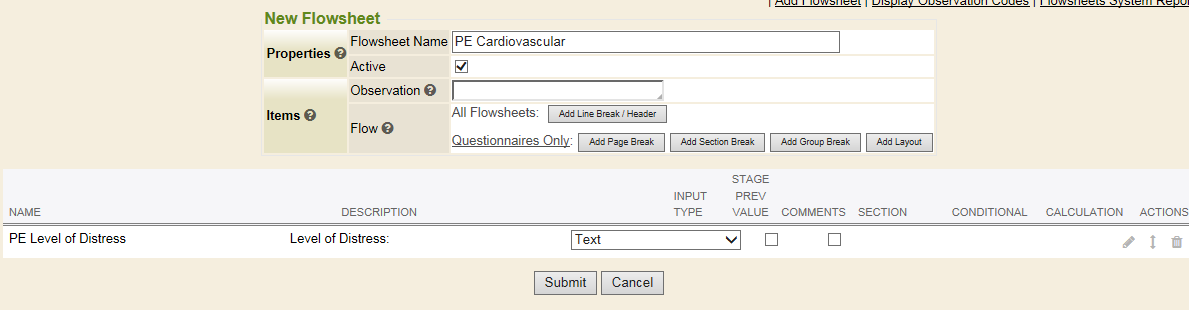 | Add Flowsheet | Display Observation Codes | Flowsheets System Repor
New Flowsheet
Properties ? Flowsheet Name PE Cardiovascular
Active
Items ? Observation ?
Flow ? All Flowsheets: Add Line Break / Header
Questionnaires Only: Add Page Break Add Section Break Add Group Break Add Layout
NAME DESCRIPTION INPUT TYPE STAGE PREV VALUE COMMENTS SECTION CONDITIONAL CALCULATION ACTIONS
PE Level of Distress Level of Distress: Text
Submit Cancel